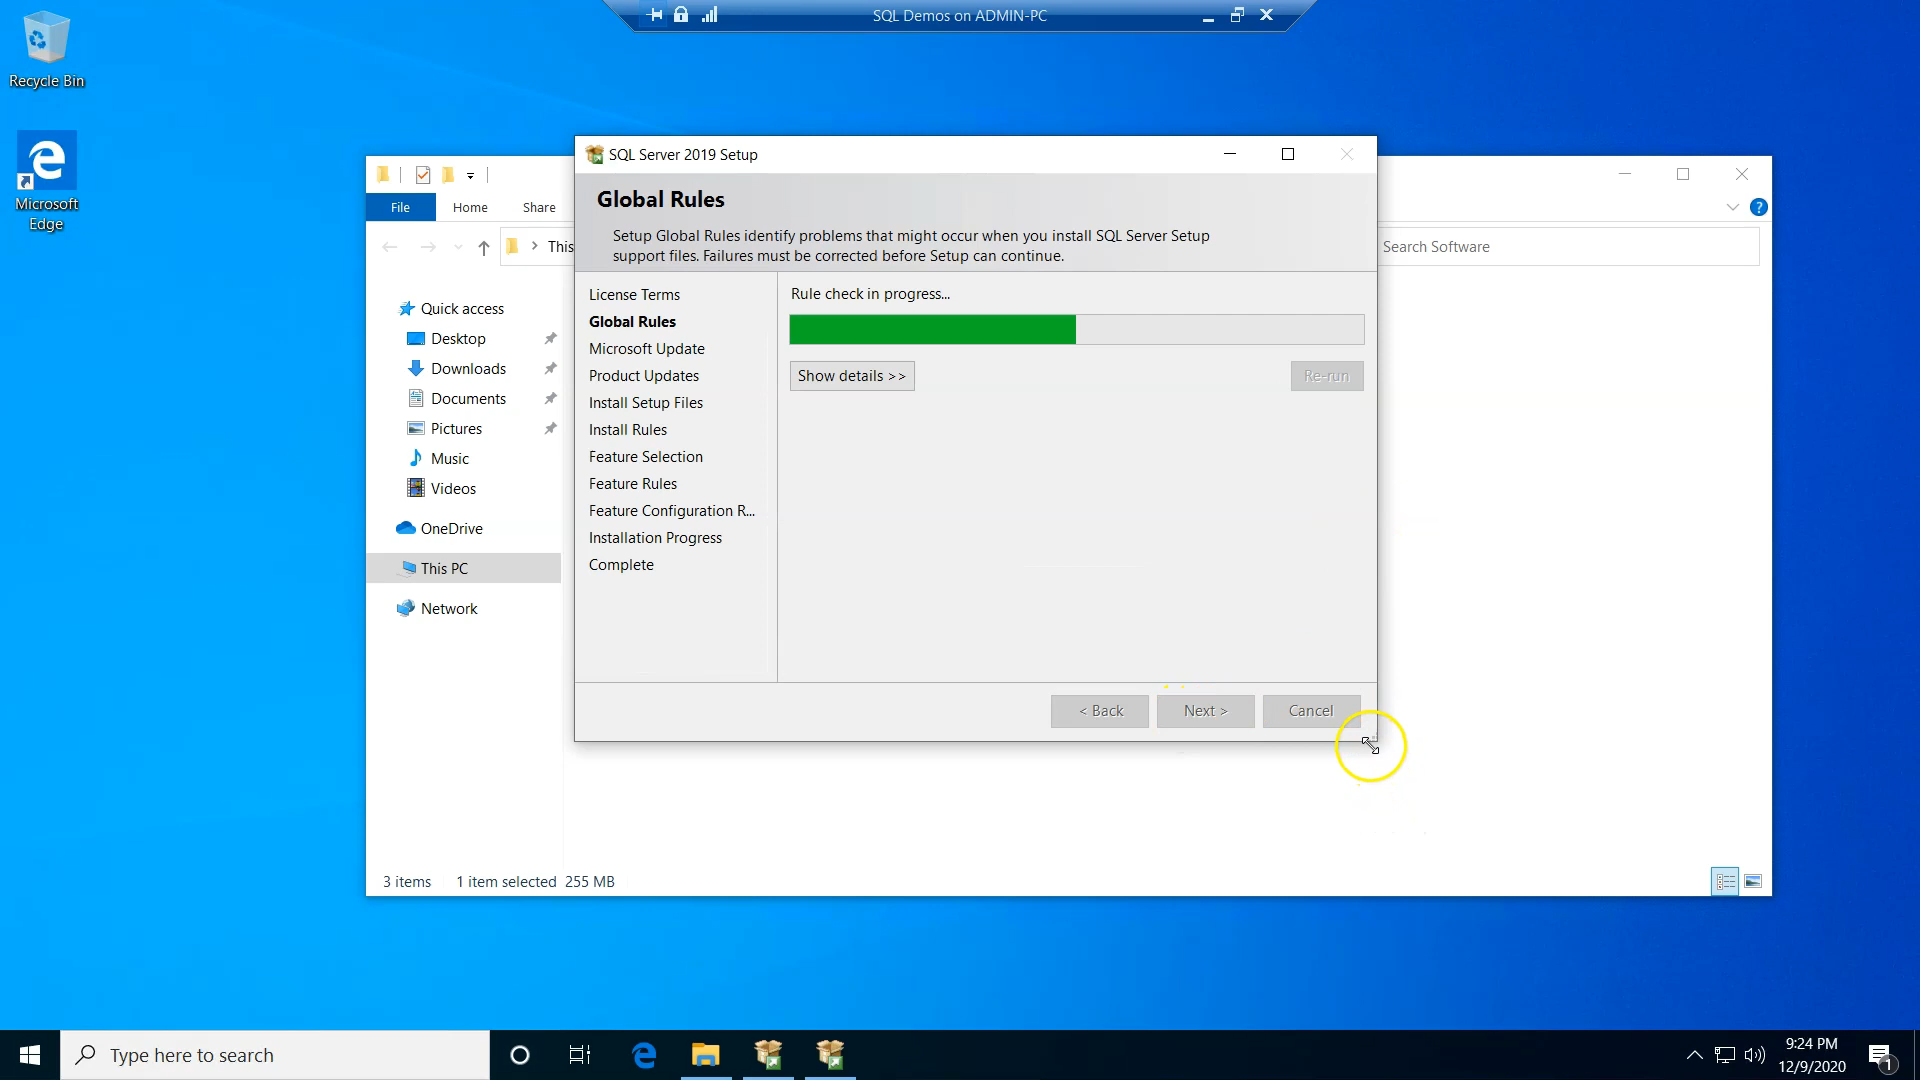 SQL Demos on ADMIN-PC
Recycle Bin
Microsoft
Edge
SQL Server 2019 Setup
Global Rules
Setup Global Rules identify problems that might occur when you install SQL Server Setup
support files. Failures must be corrected before Setup can continue.
File
Home
Share
This
Search Software
Quick access
Desktop
Downloads
Documents
Pictures
Music
Videos
OneDrive
This PC
Network
License Terms
Global Rules
Microsoft Update
Product Updates
Install Setup Files
Install Rules
Feature Selection
Feature Rules
Feature Configuration R...
Installation Progress
Complete
Rule check in progress...
Show details >>
Re-run
< Back
Next >
Cancel
3 items
1 item selected 255 MB
Type here to search
9:24 PM
12/9/2020
1